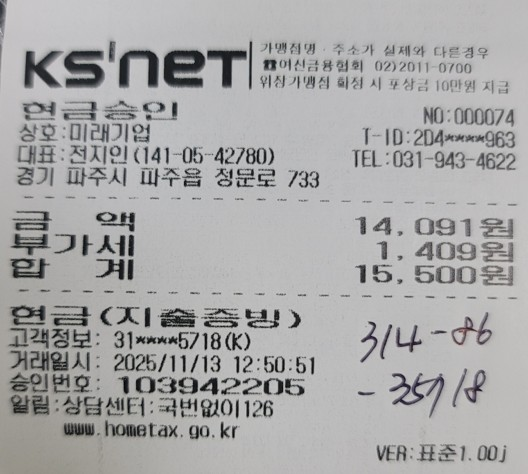 KSNET
가맹점명·주소가 실제와 다른경우
☎여신금융협회 02)2011-0700
위장가맹점 확정 시 포상금 10만원 지급
현금승인
NO:000074
상호:미래기업
T-ID:2D4****963
대표:전지인(141-05-42780)
TEL:031-943-4622
경기 파주시 파주읍 정문로 733
금 액 14,091원
부가세 1,409원
합 계 15,500원
현금(지출증빙)
고객정보: 31****5718(K)
거래일시: 2025/11/13 12:50:51
승인번호: 103942205
알림:상담센터:국번없이126
www.hometax.go.kr
314-86
-35718
VER:표준1.00j